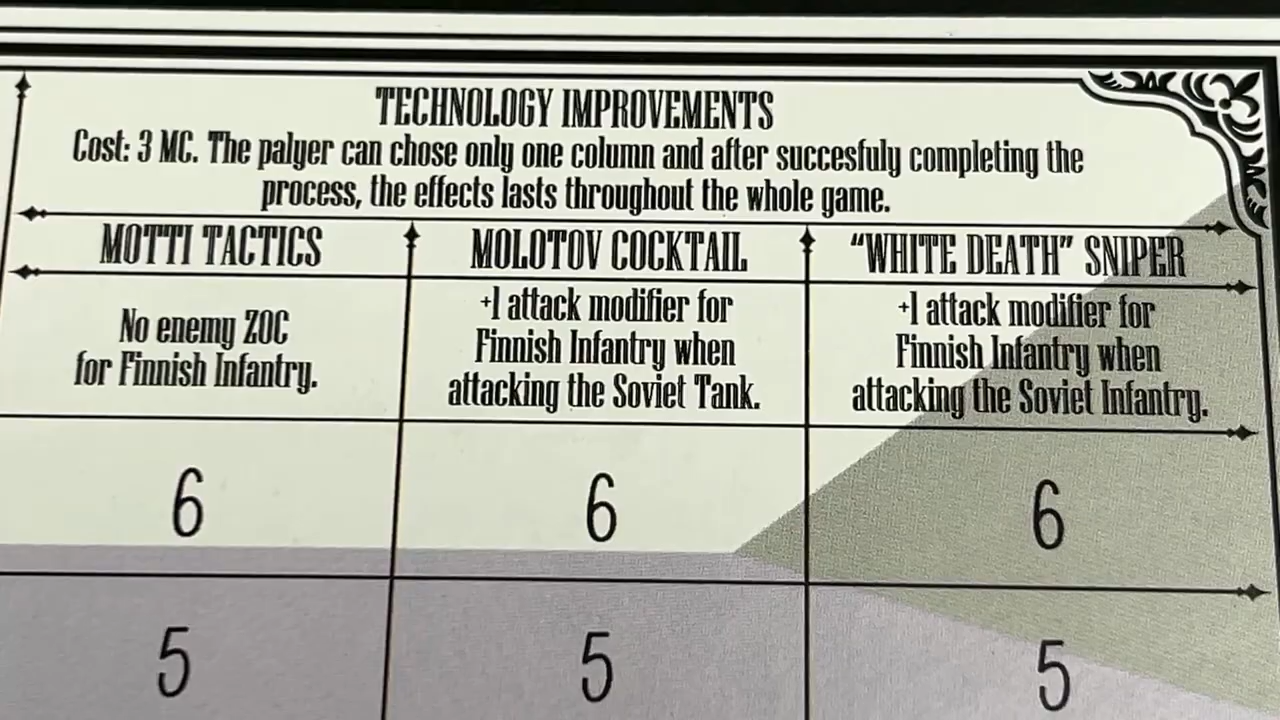 TECHNOLOGY IMPROVEMENTS
Cost: 3 MC. The palyer can chose only one column and after succesfuly completing the
process, the effects lasts throughout the whole game.
MOTTI TACTICS
MOLOTOV COCKTAIL
“WHITE DEATH” SNIPER
No enemy ZOC
for Finnish Infantry.
+1 attack modifier for
Finnish Infantry when
attacking the Soviet Tank.
+1 attack modifier for
Finnish Infantry when
attacking the Soviet Infantry.
6
6
6
5
5
5